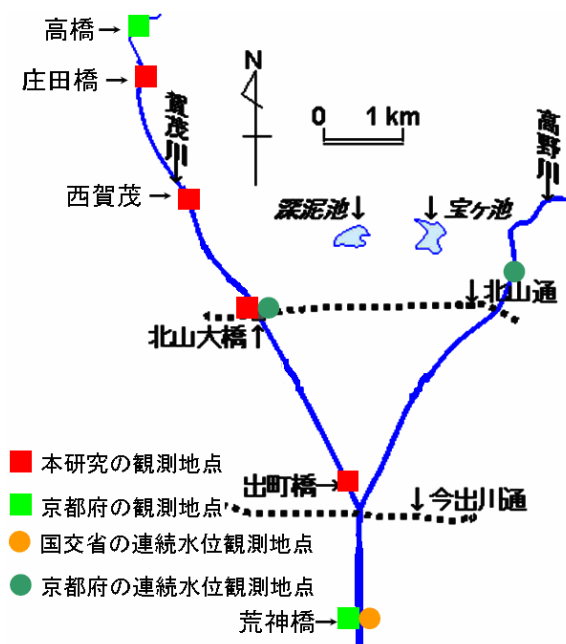 高橋→
庄田橋→
賀茂川↓
N
0 1 km
高野川↓
西賀茂→
深泥池↓
↓宝ケ池
↓北山通
北山大橋↑
■本研究の観測地点
出町橋→
■京都府の観測地点
↓今出川通
●国交省の連続水位観測地点
●京都府の連続水位観測地点
荒神橋→